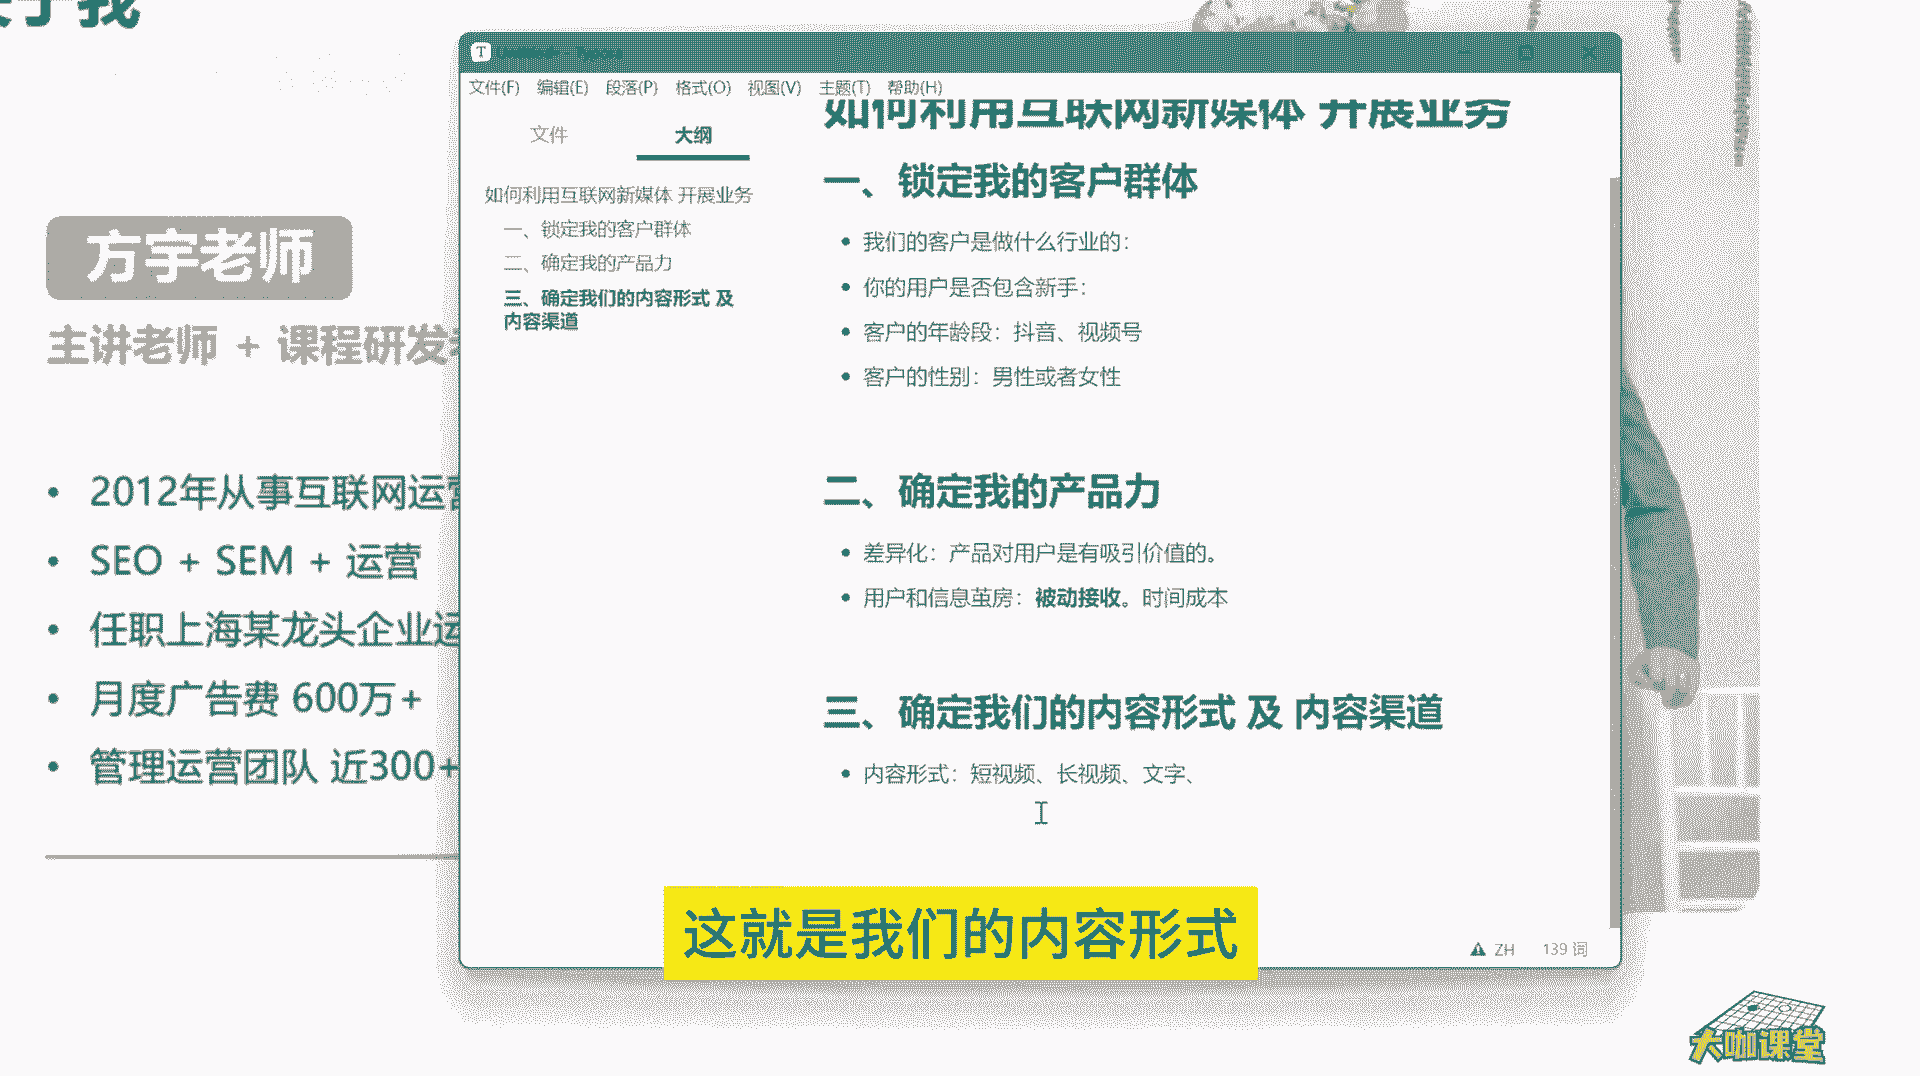 于我
方宇老师
主讲老师 + 课程研发
2012年从事互联网运营
SEO + SEM + 运营
任职上海某龙头企业运
月度广告费 600万+
管理运营团队 近300+
Untitled - Typora
文件(F) 编辑(E) 段落(P) 格式(O) 视图(V) 主题(T) 帮助(H)
文件 大纲
如何利用互联网新媒体 开展业务
一、锁定我的客户群体
二、确定我的产品力
三、确定我们的内容形式 及
内容渠道
如何利用互联网新媒体 开展业务
一、锁定我的客户群体
我们的客户是做什么行业的：
你的用户是否包含新手：
客户的年龄段：抖音、视频号
客户的性别：男性或者女性
二、确定我的产品力
差异化：产品对用户是有吸引价值的。
用户和信息茧房：被动接收。时间成本
三、确定我们的内容形式 及 内容渠道
内容形式：短视频、长视频、文字、
这就是我们的内容形式
ZH 139 词
大咖课堂